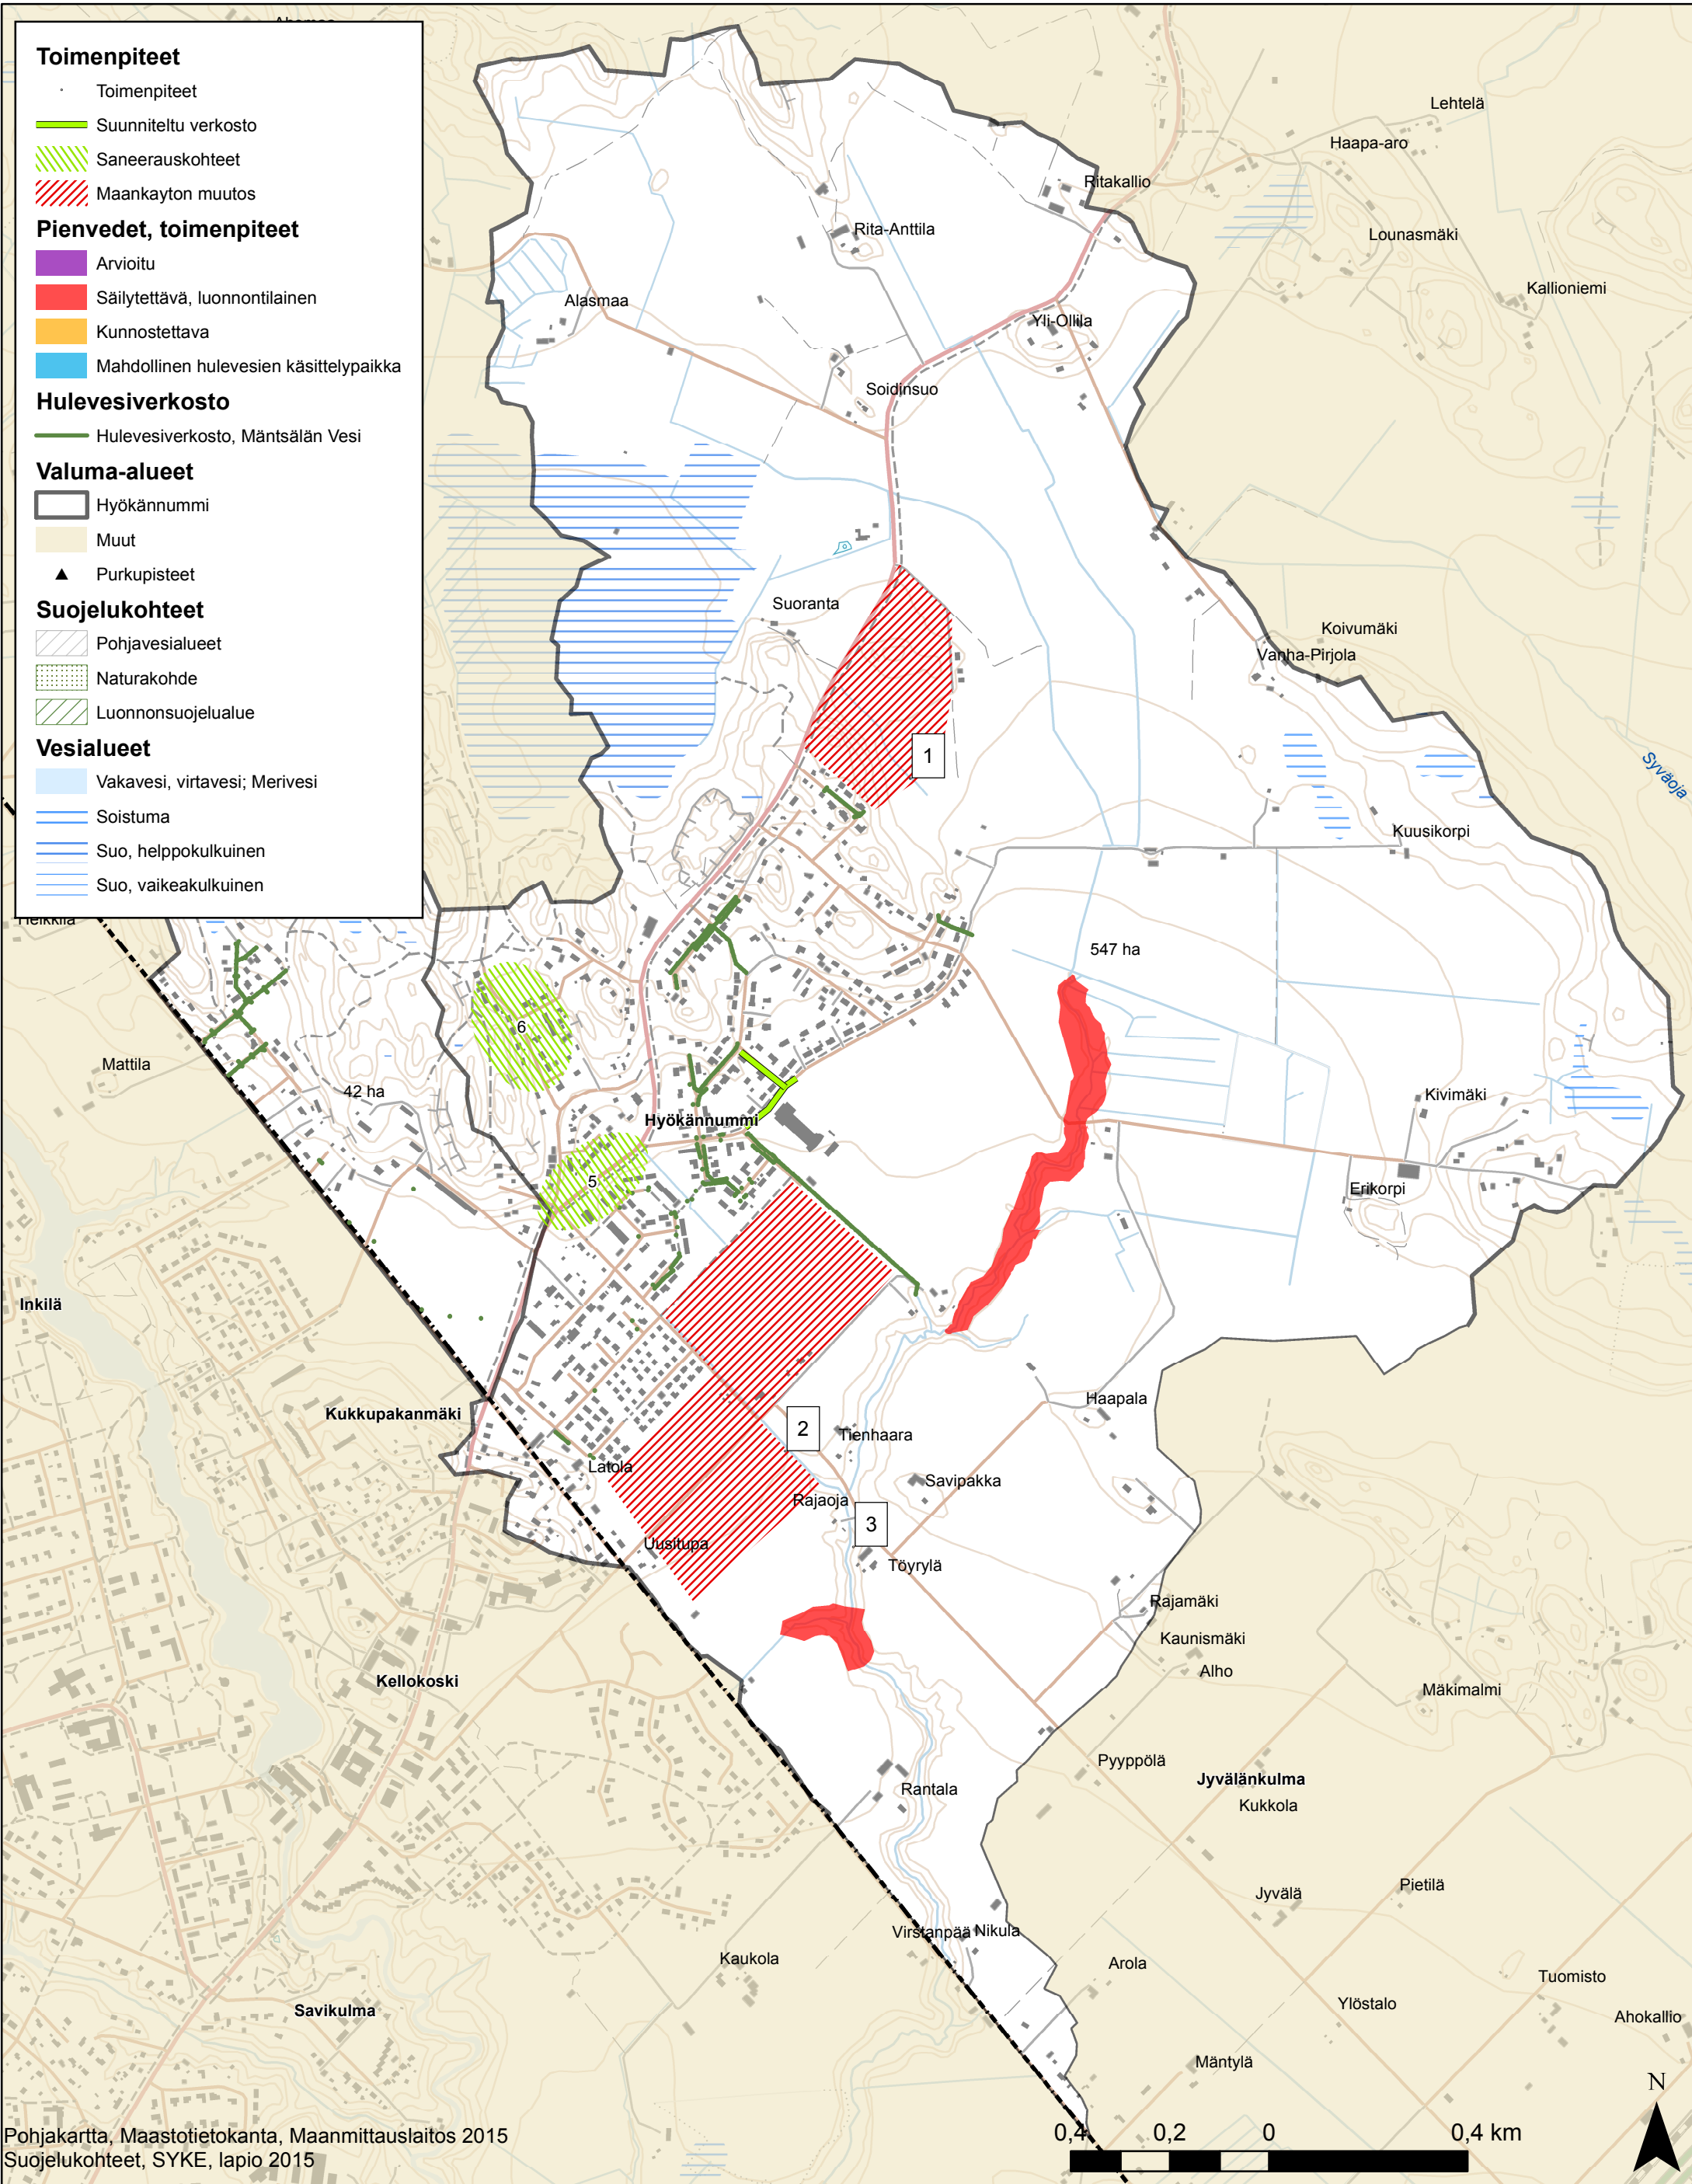 Toimenpiteet
Toimenpiteet
Suunniteltu verkosto
Saneerauskohteet
Maankayton muutos
Pienvedet, toimenpiteet
Arvioitu
Säilytettävä, luonnontilainen
Kunnostettava
Mahdollinen hulevesien käsittelypaikka
Hulevesiverkosto
Hulevesiverkosto, Mäntsälän Vesi
Valuma-alueet
Hyökännummi
Muut
Purkupisteet
Suojelukohteet
Pohjavesialueet
Naturakohde
Luonnonsuojelualue
Vesialueet
Vakavesi, virtavesi; Merivesi
Soistuma
Suo, helppokulkuinen
Suo, vaikeakulkuinen
Lehtelä
Haapa-aro
Ritakallio
Rita-Anttila
Lounasmäki
Kallioniemi
Alasmaa
Yli-Ollila
Soidinsuo
Suoranta
Koivumäki
Vanha-Pirjola
1
Syväoja
Kuusikorpi
547 ha
6
Mattila
42 ha
Kivimäki
Hyökännummi
5
Erikorpi
Inkilä
Haapala
Kukkupakanmäki
2
Tienhaara
Latola
Savipakka
Rajaoja
3
Uusitupa
Töyrylä
Rajamäki
Kaunismäki
Alho
Kellokoski
Mäkimalmi
Pyyppölä
Jyvälänkulma
Rantala
Kukkola
Pietilä
Jyvälä
Virstanpää Nikula
Kaukola
Arola
Tuomisto
Savikulma
Ylöstalo
Ahokallio
Mäntylä
N
0,4 0,2 0 0,4 km
Pohjakartta, Maastotietokanta, Maanmittauslaitos 2015
Suojelukohteet, SYKE, lapio 2015